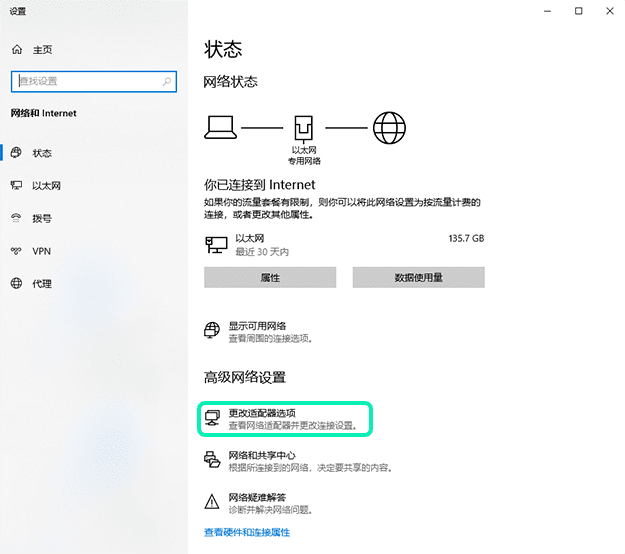 设置
主页
查找设置
网络和 Internet
状态
以太网
拨号
VPN
代理
状态
网络状态
以太网
专用网络
你已连接到 Internet
如果你的流量套餐有限制，则你可以将此网络设置为按流量计费的
连接，或者更改其他属性。
以太网 135.7 GB
最近 30 天内
属性 数据使用量
显示可用网络
查看周围的连接选项。
高级网络设置
更改适配器选项
查看网络适配器并更改连接设置。
网络和共享中心
根据所连接到的网络，决定要共享的内容。
网络疑难解答
诊断并解决网络问题。
查看硬件和连接属性